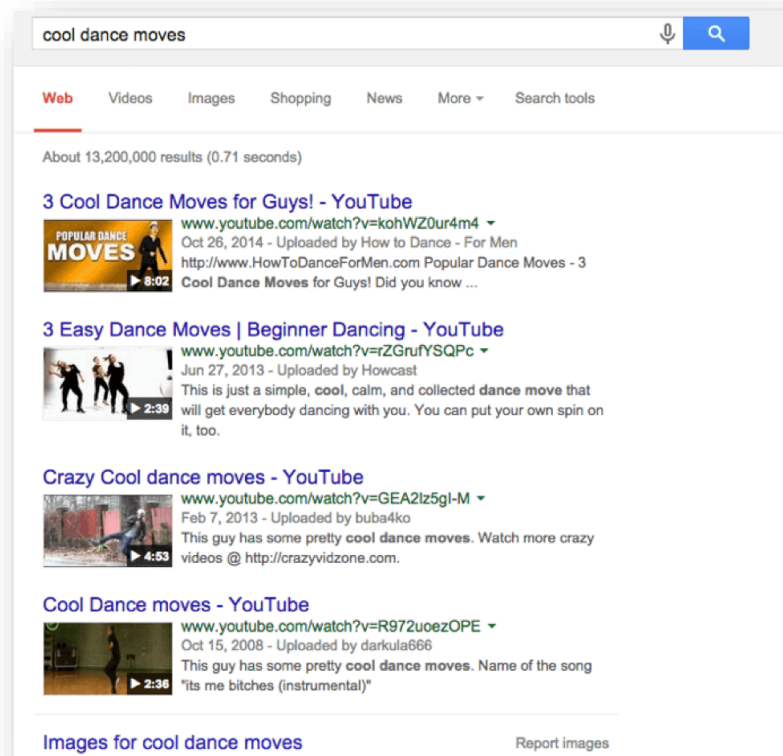 cool dance moves
Web Videos Images Shopping News More Search tools
About 13,200,000 results (0.71 seconds)
3 Cool Dance Moves for Guys! - YouTube
POPULAR DANCE
MOVES
8:02
www.youtube.com/watch?v=kohWZ0ur4m4
Oct 26, 2014 - Uploaded by How to Dance - For Men
http://www.HowToDanceForMen.com Popular Dance Moves - 3
Cool Dance Moves for Guys! Did you know ...
3 Easy Dance Moves | Beginner Dancing - YouTube
2:39
www.youtube.com/watch?v=rZGrufYSQPc
Jun 27, 2013 - Uploaded by Howcast
This is just a simple, cool, calm, and collected dance move that
will get everybody dancing with you. You can put your own spin on
it, too.
Crazy Cool dance moves - YouTube
4:53
www.youtube.com/watch?v=GEA2lz5gI-M
Feb 7, 2013 - Uploaded by buba4ko
This guy has some pretty cool dance moves. Watch more crazy
videos @ http://crazyvidzone.com.
Cool Dance moves - YouTube
2:36
www.youtube.com/watch?v=R972uoezOPE
Oct 15, 2008 - Uploaded by darkula666
This guy has some pretty cool dance moves. Name of the song
"its me bitches (instrumental)"
Images for cool dance moves Report images